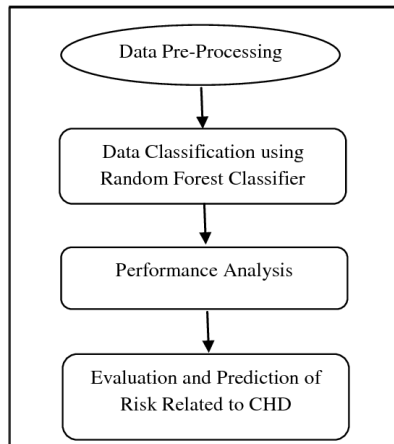 Data Pre-Processing
Data Classification using
Random Forest Classifier
Performance Analysis
Evaluation and Prediction of
Risk Related to CHD